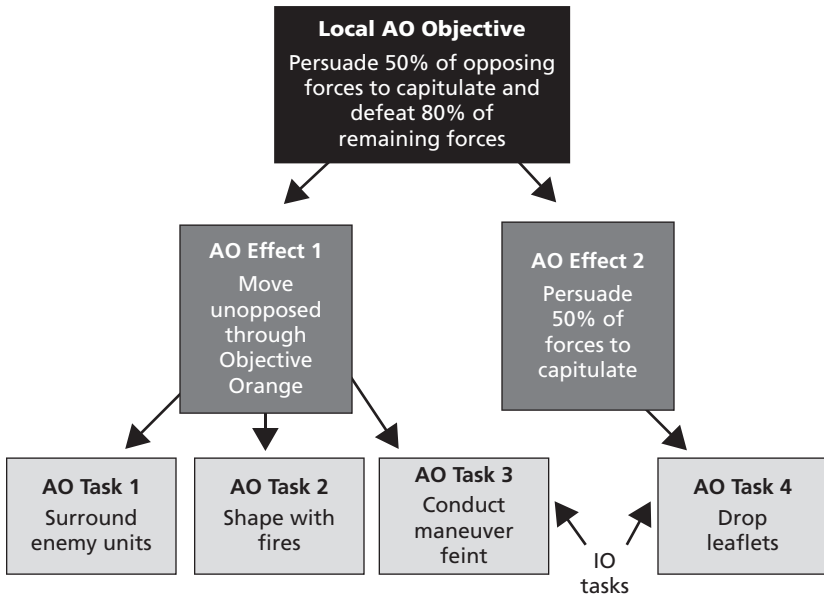 Local AO Objective
Persuade 50% of opposing
forces to capitulate and
defeat 80% of
remaining forces
AO Effect 1
Move
unopposed
through
Objective
Orange
AO Effect 2
Persuade
50% of
forces to
capitulate
AO Task 1
Surround
enemy units
AO Task 2
Shape with
fires
AO Task 3
Conduct
maneuver
feint
IO
tasks
AO Task 4
Drop
leaflets